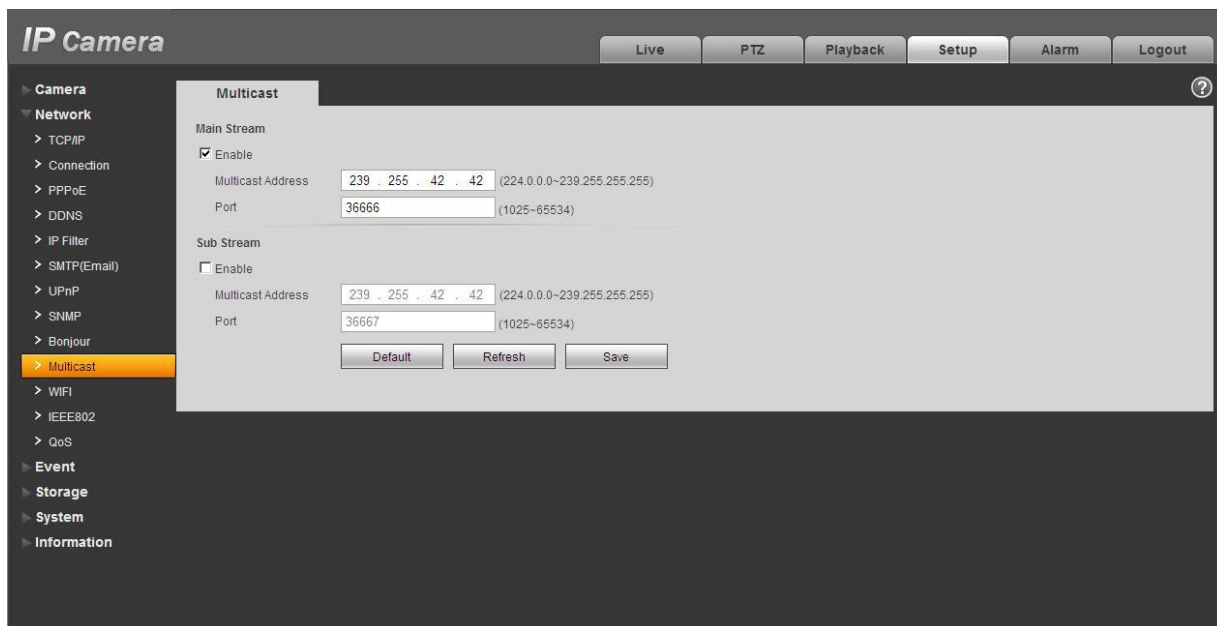 IP Camera
Live PTZ Playback Setup Alarm Logout
Camera
Network
> TCP/IP
> Connection
> PPPoE
> DDNS
> IP Filter
> SMTP(Email)
> UPnP
> SNMP
> Bonjour
> Multicast
> WIFI
> IEEE802
> QoS
Event
Storage
System
Information
Multicast
?
Main Stream
Enable
Multicast Address 239 . 255 . 42 . 42 (224.0.0.0~239.255.255.255)
Port 36666 (1025~65534)
Sub Stream
Enable
Multicast Address 239 . 255 . 42 . 42 (224.0.0.0~239.255.255.255)
Port 36667 (1025~65534)
Default Refresh Save